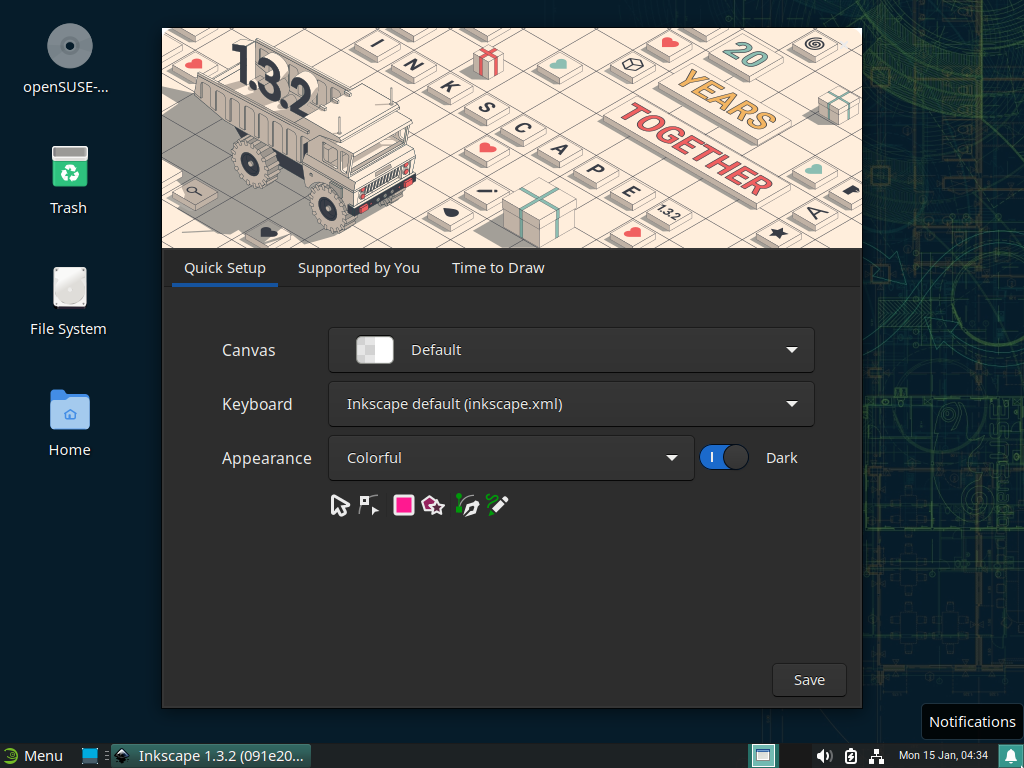 openSUSE-...
Trash
File System
Home
1.3.2
INKSCAPE
1.3.2
20
YEARS
TOGETHER
A
Quick Setup
Supported by You
Time to Draw
Canvas
Default
Keyboard
Inkscape default (inkscape.xml)
Appearance
Colorful
Dark
Save
Notifications
Menu
Inkscape 1.3.2 (091e20...
Mon 15 Jan, 04:34